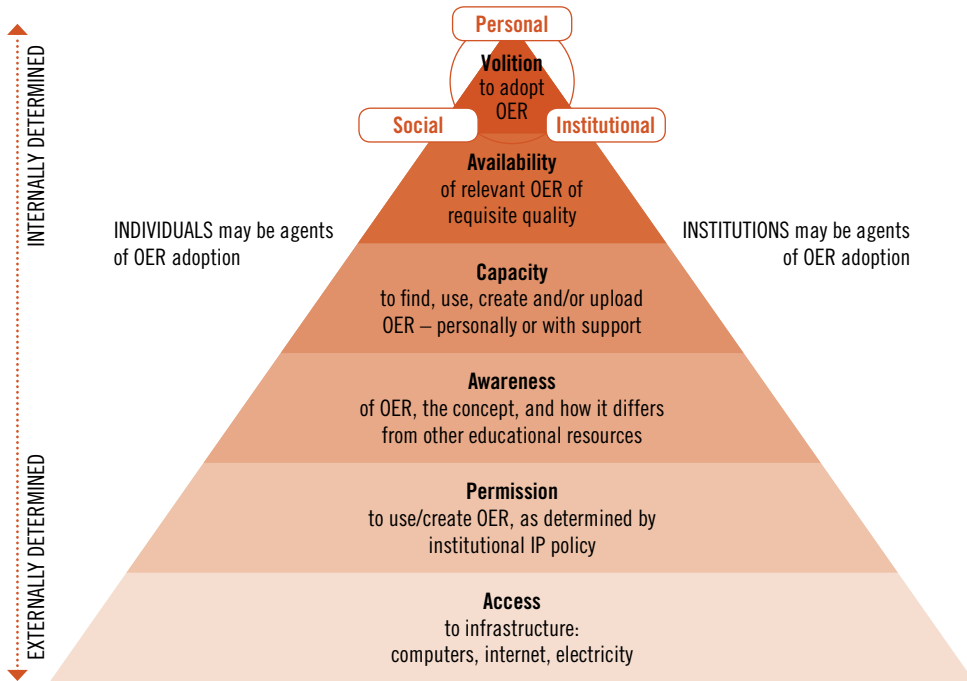 Personal
Volition
to adopt
OER
Social
Institutional
Availability
of relevant OER of
requisite quality
INTERNALLY DETERMINED
INDIVIDUALS may be agents
of OER adoption
INSTITUTIONS may be agents
of OER adoption
Capacity
to find, use, create and/or upload
OER – personally or with support
Awareness
of OER, the concept, and how it differs
from other educational resources
EXTERNALLY DETERMINED
Permission
to use/create OER, as determined by
institutional IP policy
Access
to infrastructure:
computers, internet, electricity